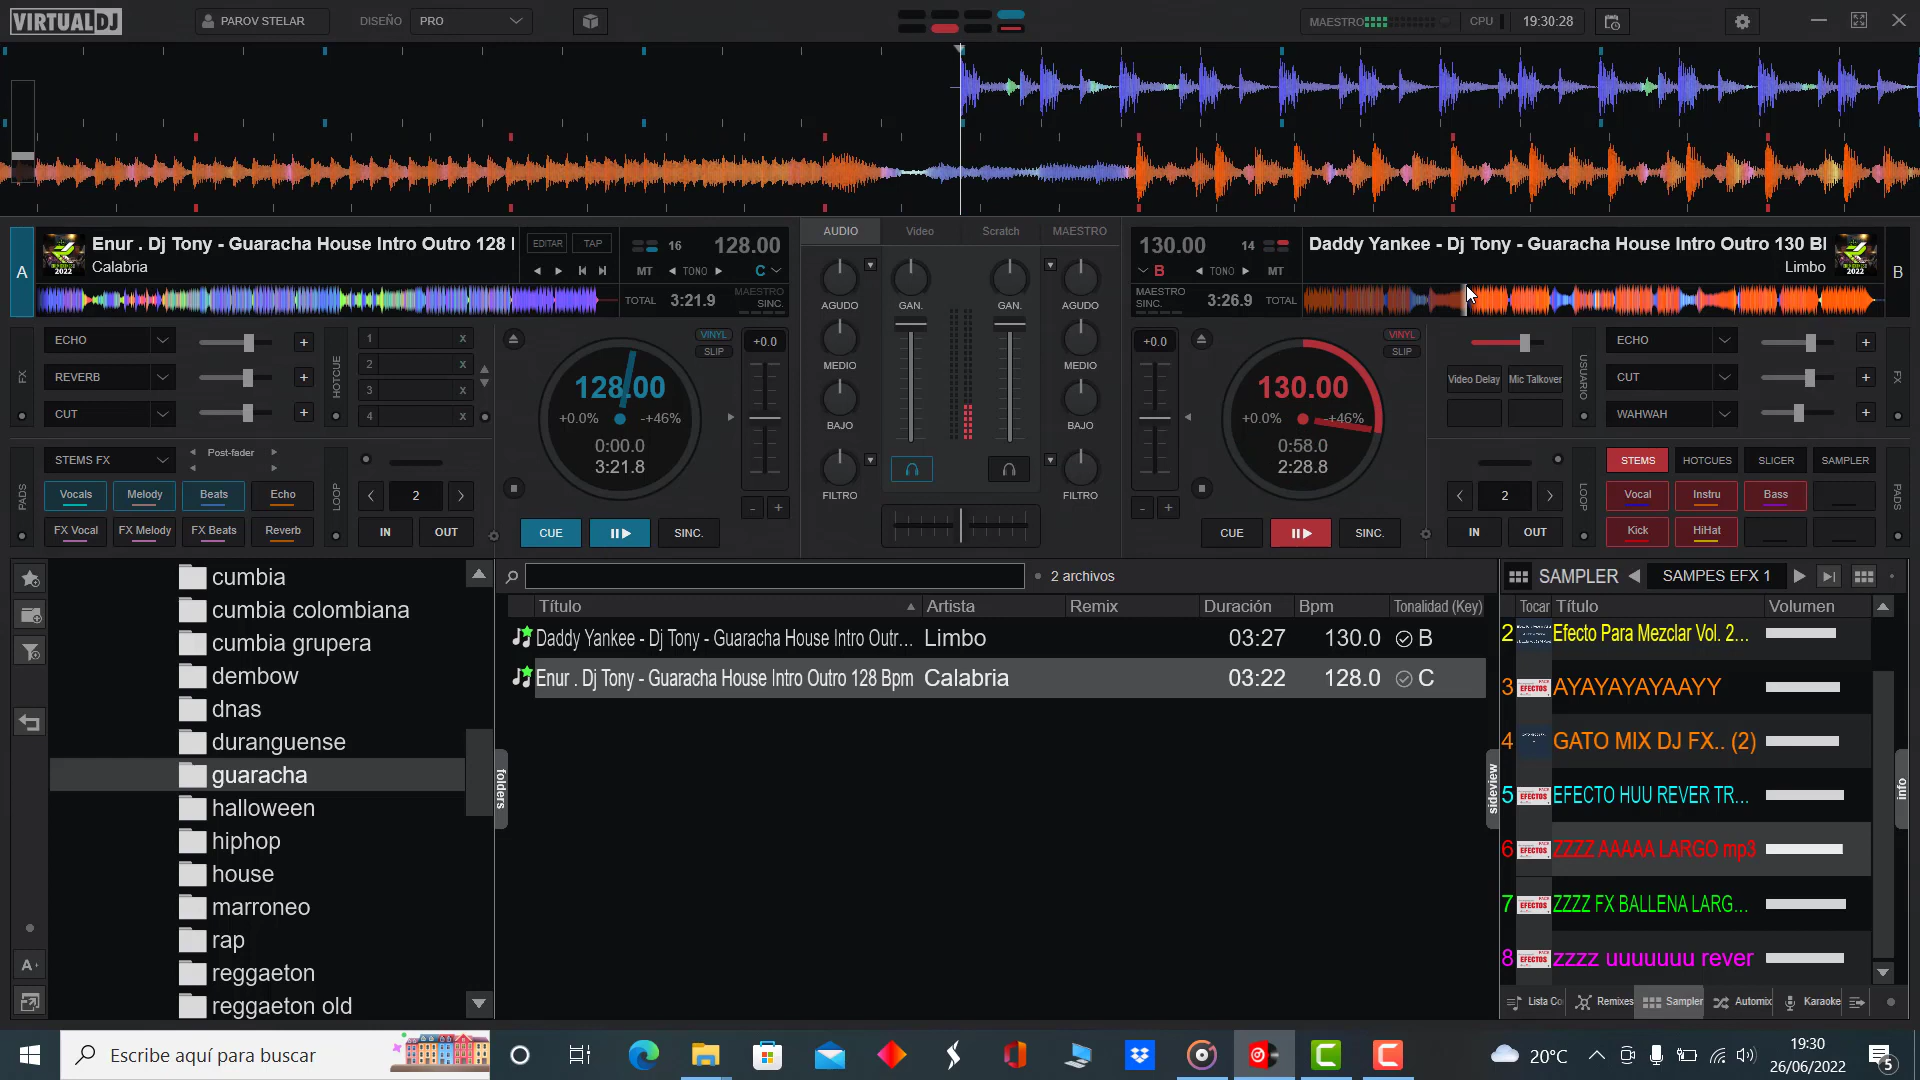 VIRTUALDJ
PAROV STELAR
DISEÑO
PRO
MAESTRO
CPU
19:30:28
A
Enur . Dj Tony - Guaracha House Intro Outro 128
Calabria
EDITAR
TAP
16
128.00
MT
TONO
C
TOTAL
3:21.9
MAESTRO
SINC.
AUDIO
Video
Scratch
MAESTRO
130.00
14
B
TONO
MT
MAESTRO
SINC.
3:26.9
TOTAL
Daddy Yankee - Dj Tony - Guaracha House Intro Outro 130 B
Limbo
2022
B
FX
ECHO
REVERB
CUT
HOTCUE
1 x
2 x
3 x
4 x
VINYL
SLIP
128.00
+0.0%
-+46%
0:00.0
3:21.8
+0.0
AGUDO
GAN.
GAN.
AGUDO
MEDIO
MEDIO
BAJO
BAJO
FILTRO
FILTRO
+0.0
VINYL
SLIP
130.00
+0.0%
-+46%
0:58.0
2:28.8
Video Delay
Mic Talkover
USUARIO
ECHO
CUT
WAHWAH
FX
PADS
STEMS FX
Post-fader
Vocals
Melody
Beats
Echo
FX Vocal
FX Melody
FX Beats
Reverb
LOOP
2
IN
OUT
CUE
SINC.
CUE
SINC.
2
IN
OUT
LOOP
STEMS
HOTCUES
SLICER
SAMPLER
Vocal
Instru
Bass
Kick
HiHat
PADS
cumbia
cumbia colombiana
cumbia grupera
dembow
dnas
duranguense
guaracha
halloween
hiphop
house
marroneo
rap
reggaeton
reggaeton old
folders
2 archivos
Título
Artista
Remix
Duración
Bpm
Tonalidad (Key)
Daddy Yankee - Dj Tony - Guaracha House Intro Outr...
Limbo
03:27
130.0
B
Enur . Dj Tony - Guaracha House Intro Outro 128 Bpm
Calabria
03:22
128.0
C
sideview
SAMPLER
SAMPES EFX 1
Tocar
Título
Volumen
2 Efecto Para Mezclar Vol. 2...
3 EFECTOS AYAYAYAYAAYY
4 GATO MIX DJ FX.. (2)
5 EFECTOS EFECTO HUU REVER TR...
6 EFECTOS ZZZZ AAAAA LARGO mp3
7 EFECTOS ZZZZ FX BALLENA LARG...
8 EFECTOS zzzz uuuuuuu rever
info
Lista Co
Remixes
Sampler
Automix
Karaoke
Escribe aquí para buscar
20°C
19:30
26/06/2022
5